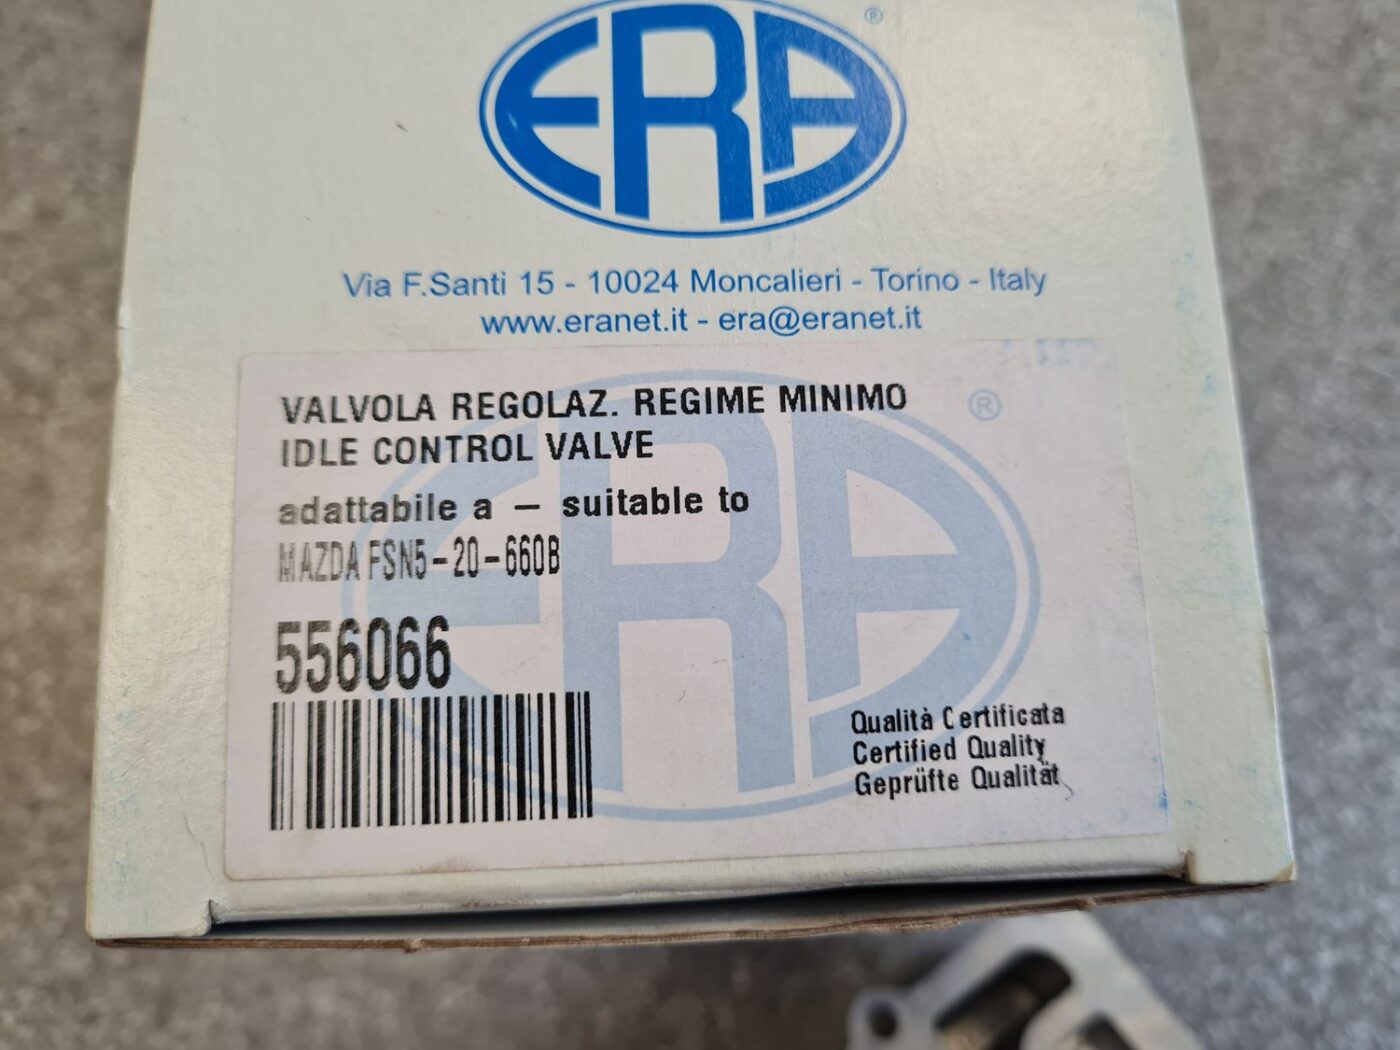 ERA ®
Via F.Santi 15 - 10024 Moncalieri - Torino - Italy
www.eranet.it - era@eranet.it
VALVOLA REGOLAZ. REGIME MINIMO
IDLE CONTROL VALVE
adattabile a – suitable to
MAZDA FSN5-20-660B
556066
ERA ®
Qualità Certificata
Certified Quality
Geprüfte Qualität